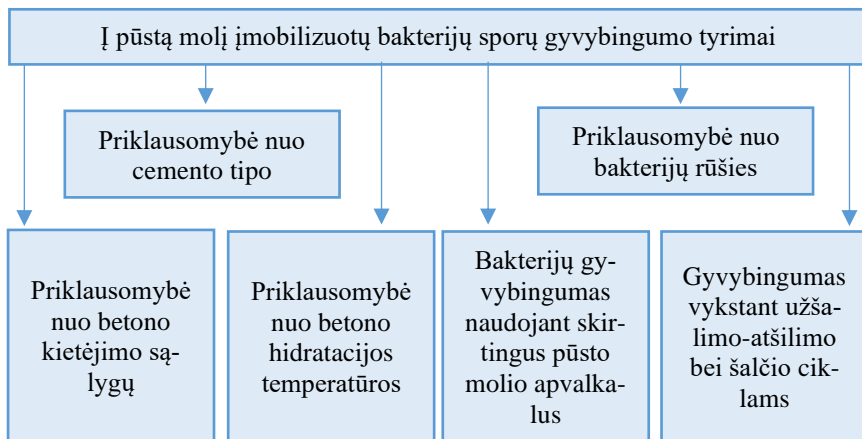 Į pūstą molį įmobilizuotų bakterijų sporų gyvybingumo tyrimai
Priklausomybė nuo
cemento tipo
Priklausomybė nuo
bakterijų rūšies
Priklausomybė
nuo betono
kietėjimo są-
lygų
Priklausomybė
nuo betono
hidratacijos
temperatūros
Bakterijų gy-
vybingumas
naudojant skir-
tingus pūsto
molio apvalka-
lus
Gyvybingumas
vykstant užša-
limo-atšilimo
bei šalčio cik-
lams